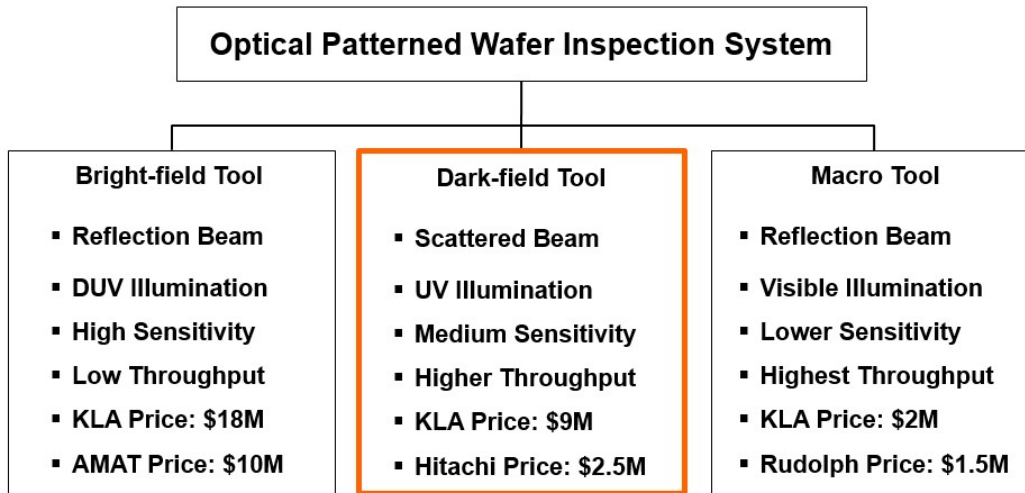 Optical Patterned Wafer Inspection System
Bright-field Tool
▪ Reflection Beam
▪ DUV Illumination
▪ High Sensitivity
▪ Low Throughput
▪ KLA Price: $18M
▪ AMAT Price: $10M
Dark-field Tool
▪ Scattered Beam
▪ UV Illumination
▪ Medium Sensitivity
▪ Higher Throughput
▪ KLA Price: $9M
▪ Hitachi Price: $2.5M
Macro Tool
▪ Reflection Beam
▪ Visible Illumination
▪ Lower Sensitivity
▪ Highest Throughput
▪ KLA Price: $2M
▪ Rudolph Price: $1.5M